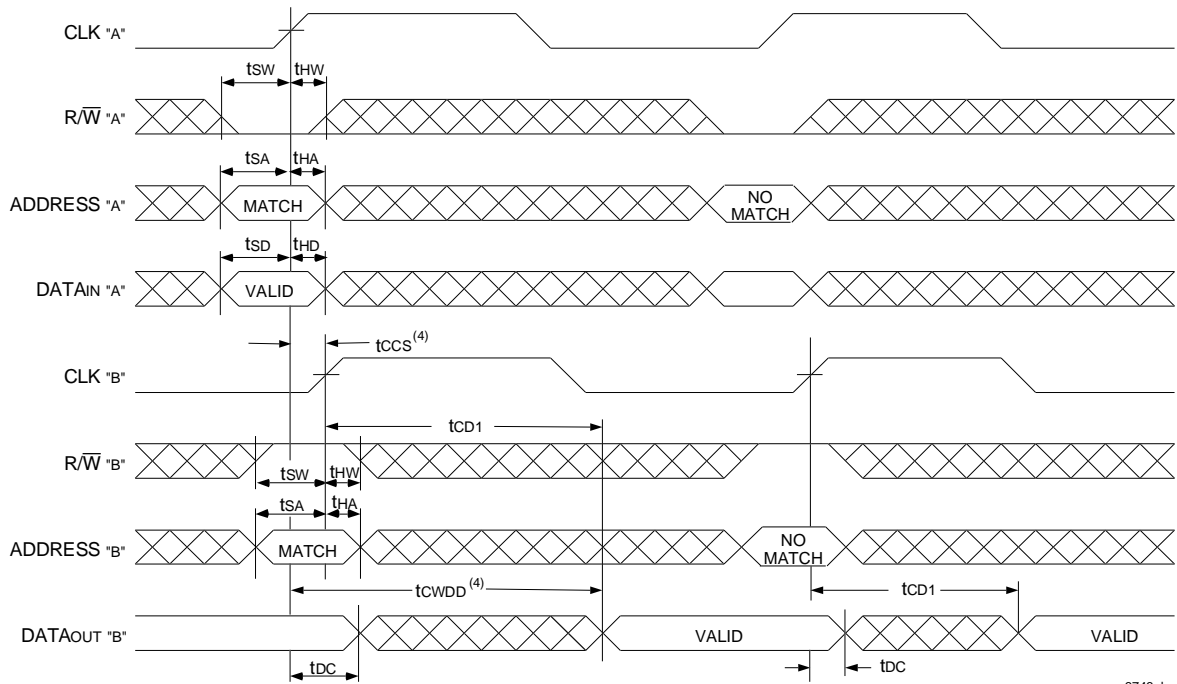 CLK "A"
tSW tHW
R/W̅ "A"
tSA tHA
ADDRESS "A" MATCH NO MATCH
tSD tHD
DATAIN "A" VALID
tCCS(4)
CLK "B"
tCD1
R/W̅ "B"
tSW tHW
tSA tHA
ADDRESS "B" MATCH NO MATCH
tCWDD(4) tCD1
DATAOUT "B" VALID VALID
tDC tDC